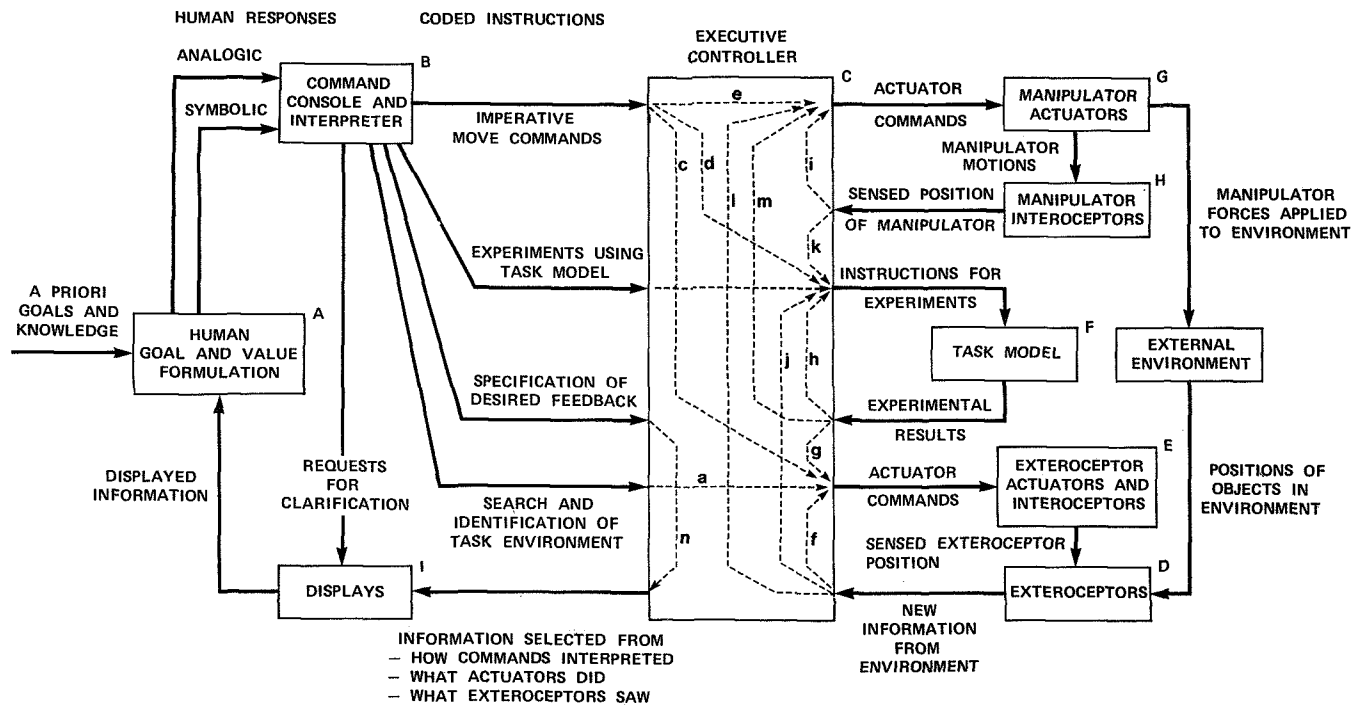 HUMAN RESPONSES
CODED INSTRUCTIONS
EXECUTIVE
CONTROLLER
ANALOGIC
SYMBOLIC
B
COMMAND
CONSOLE AND
INTERPRETER
IMPERATIVE
MOVE COMMANDS
C
e
c
d
l
m
i
k
j
h
g
a
n
f
ACTUATOR
COMMANDS
G
MANIPULATOR
ACTUATORS
MANIPULATOR
MOTIONS
H
MANIPULATOR
INTEROCEPTORS
SENSED POSITION
OF MANIPULATOR
MANIPULATOR
FORCES APPLIED
TO ENVIRONMENT
EXPERIMENTS USING
TASK MODEL
INSTRUCTIONS FOR
EXPERIMENTS
A PRIORI
GOALS AND
KNOWLEDGE
A
HUMAN
GOAL AND VALUE
FORMULATION
F
TASK MODEL
EXTERNAL
ENVIRONMENT
SPECIFICATION OF
DESIRED FEEDBACK
EXPERIMENTAL
RESULTS
E
EXTEROCEPTOR
ACTUATORS AND
INTEROCEPTORS
ACTUATOR
COMMANDS
DISPLAYED
INFORMATION
REQUESTS
FOR
CLARIFICATION
SEARCH AND
IDENTIFICATION OF
TASK ENVIRONMENT
POSITIONS OF
OBJECTS IN
ENVIRONMENT
SENSED EXTEROCEPTOR
POSITION
I
DISPLAYS
D
EXTEROCEPTORS
NEW
INFORMATION
FROM
ENVIRONMENT
INFORMATION SELECTED FROM
– HOW COMMANDS INTERPRETED
– WHAT ACTUATORS DID
– WHAT EXTEROCEPTORS SAW